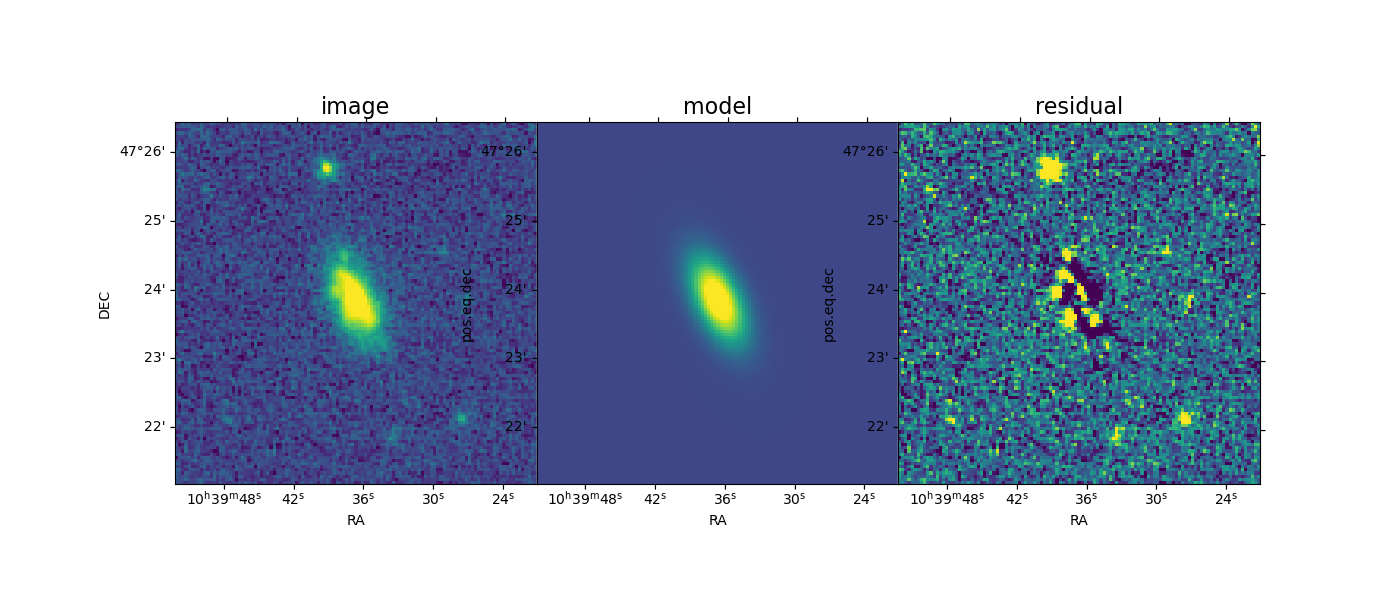 image model residual
47°26' 47°26' 47°26'
25' 25' 25'
24' 24' 24'
23' 23' 23'
22' 22' 22'
DEC pos.eq.dec pos.eq.dec
10ʰ39ᵐ48ˢ 42ˢ 36ˢ 30ˢ 24ˢ 10ʰ39ᵐ48ˢ 42ˢ 36ˢ 30ˢ 24ˢ 10ʰ39ᵐ48ˢ 42ˢ 36ˢ 30ˢ 24ˢ
RA RA RA